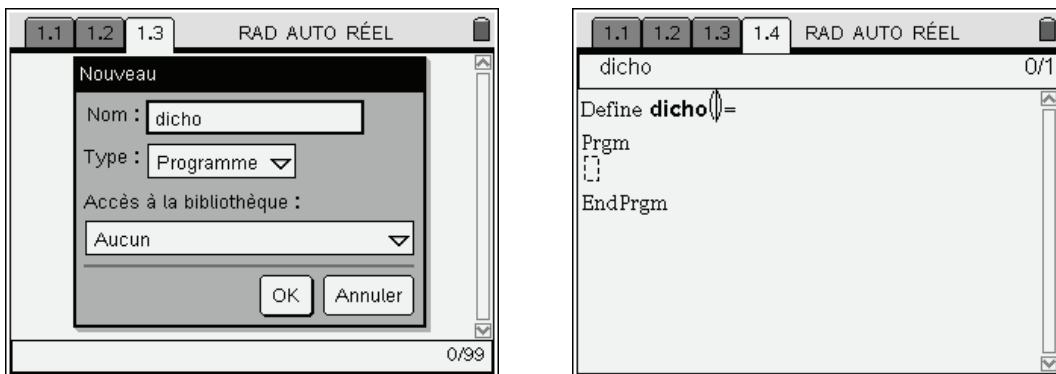 1.1 1.2 1.3 RAD AUTO RÉEL
Nouveau
Nom : dicho
Type : Programme
Accès à la bibliothèque :
Aucun
OK Annuler
0/99
1.1 1.2 1.3 1.4 RAD AUTO RÉEL
dicho 0/1
Define dicho()=
Prgm
EndPrgm